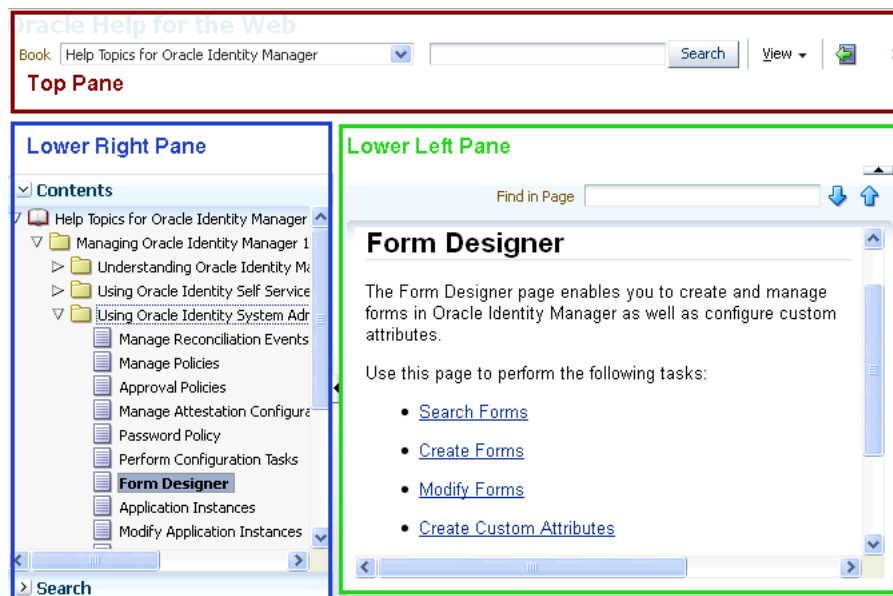 Oracle Help for the Web
Book Help Topics for Oracle Identity Manager Search View
Top Pane
Lower Right Pane
Contents
Help Topics for Oracle Identity Manager
Managing Oracle Identity Manager 1
Understanding Oracle Identity Ma
Using Oracle Identity Self Service
Using Oracle Identity System Adr
Manage Reconciliation Events
Manage Policies
Approval Policies
Manage Attestation Configura
Password Policy
Perform Configuration Tasks
Form Designer
Application Instances
Modify Application Instances
Search
Lower Left Pane
Find in Page
Form Designer
The Form Designer page enables you to create and manage
forms in Oracle Identity Manager as well as configure custom
attributes.
Use this page to perform the following tasks:
• Search Forms
• Create Forms
• Modify Forms
• Create Custom Attributes